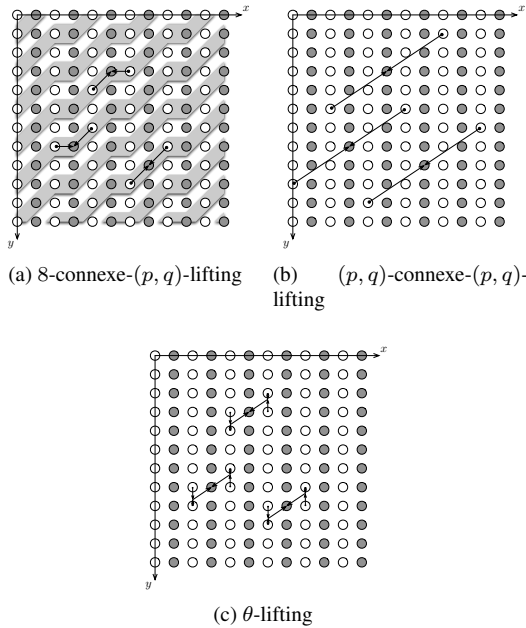 x
x
y
y
(a) 8-connexe-(p, q)-lifting
(b) (p, q)-connexe-(p, q)-
lifting
x
y
(c) θ-lifting